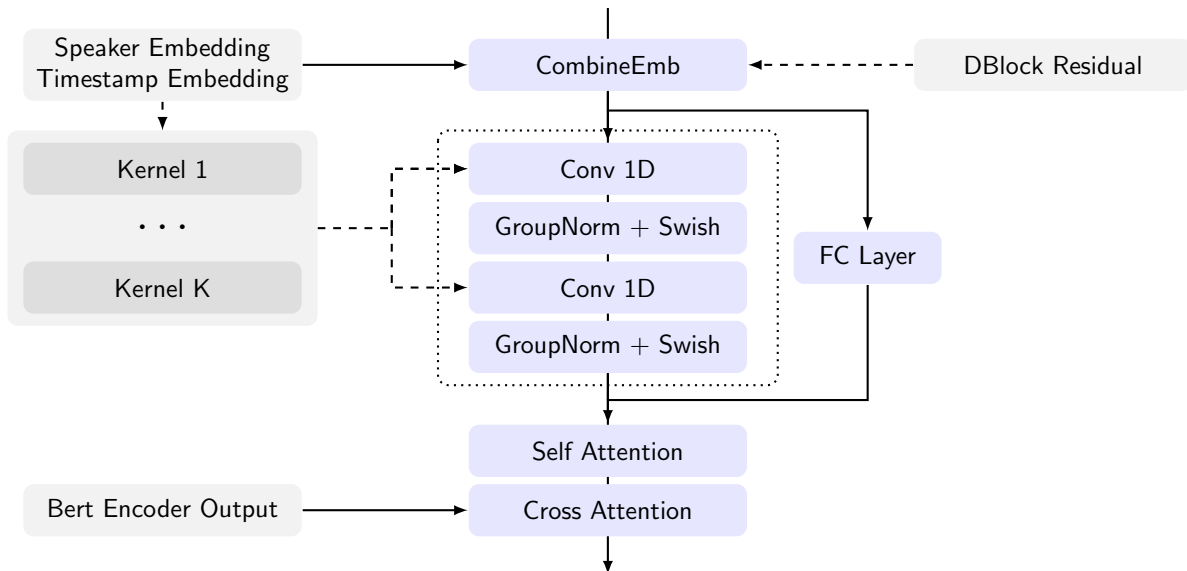 Speaker Embedding
Timestamp Embedding
CombineEmb
DBlock Residual
Kernel 1
Conv 1D
. . .
GroupNorm + Swish
FC Layer
Kernel K
Conv 1D
GroupNorm + Swish
Self Attention
Bert Encoder Output
Cross Attention